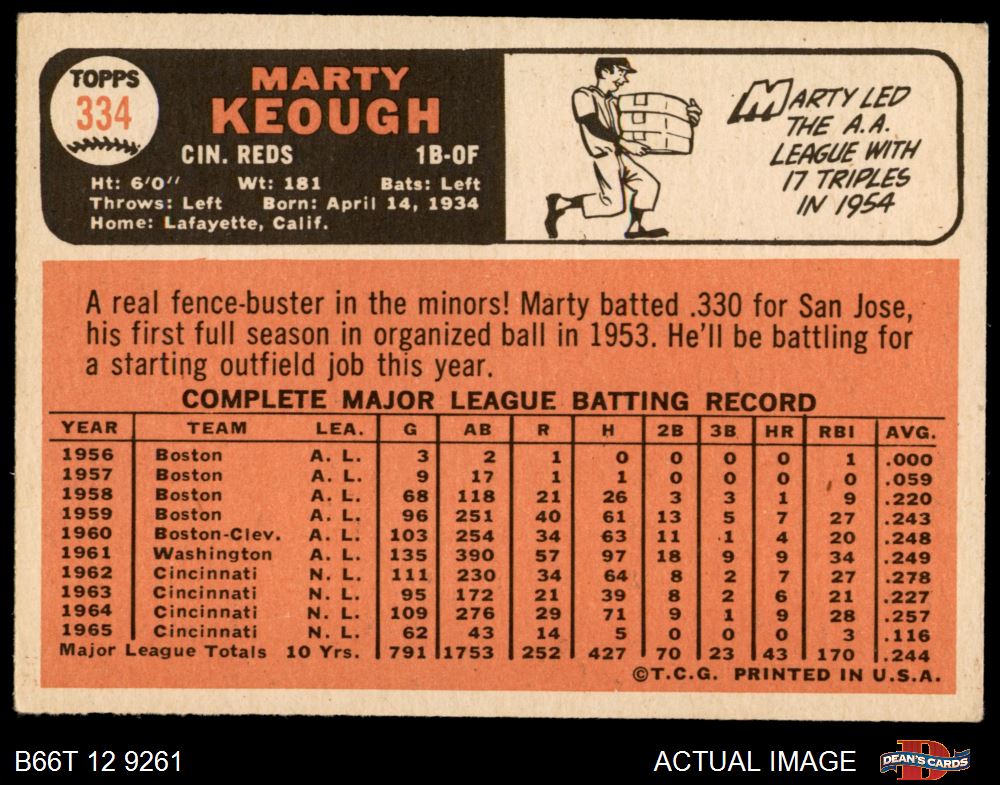 TOPPS
334
MARTY
KEOUGH
CIN. REDS 1B-OF
Ht: 6'0" Wt: 181 Bats: Left
Throws: Left Born: April 14, 1934
Home: Lafayette, Calif.
MARTY LED
THE A.A.
LEAGUE WITH
17 TRIPLES
IN 1954
A real fence-buster in the minors! Marty batted .330 for San Jose,
his first full season in organized ball in 1953. He'll be battling for
a starting outfield job this year.
COMPLETE MAJOR LEAGUE BATTING RECORD
YEAR TEAM LEA. G AB R H 2B 3B HR RBI AVG.
1956 Boston A. L. 3 2 1 0 0 0 0 1 .000
1957 Boston A. L. 9 17 1 1 0 0 0 0 .059
1958 Boston A. L. 68 118 21 26 3 3 1 9 .220
1959 Boston A. L. 96 251 40 61 13 5 7 27 .243
1960 Boston-Clev. A. L. 103 254 34 63 11 1 4 20 .248
1961 Washington A. L. 135 390 57 97 18 9 9 34 .249
1962 Cincinnati N. L. 111 230 34 64 8 2 7 27 .278
1963 Cincinnati N. L. 95 172 21 39 8 2 6 21 .227
1964 Cincinnati N. L. 109 276 29 71 9 1 9 28 .257
1965 Cincinnati N. L. 62 43 14 5 0 0 0 3 .116
Major League Totals 10 Yrs. 791 1753 252 427 70 23 43 170 .244
©T.C.G. PRINTED IN U.S.A.
B66T 12 9261
ACTUAL IMAGE
D
DEAN'S CARDS